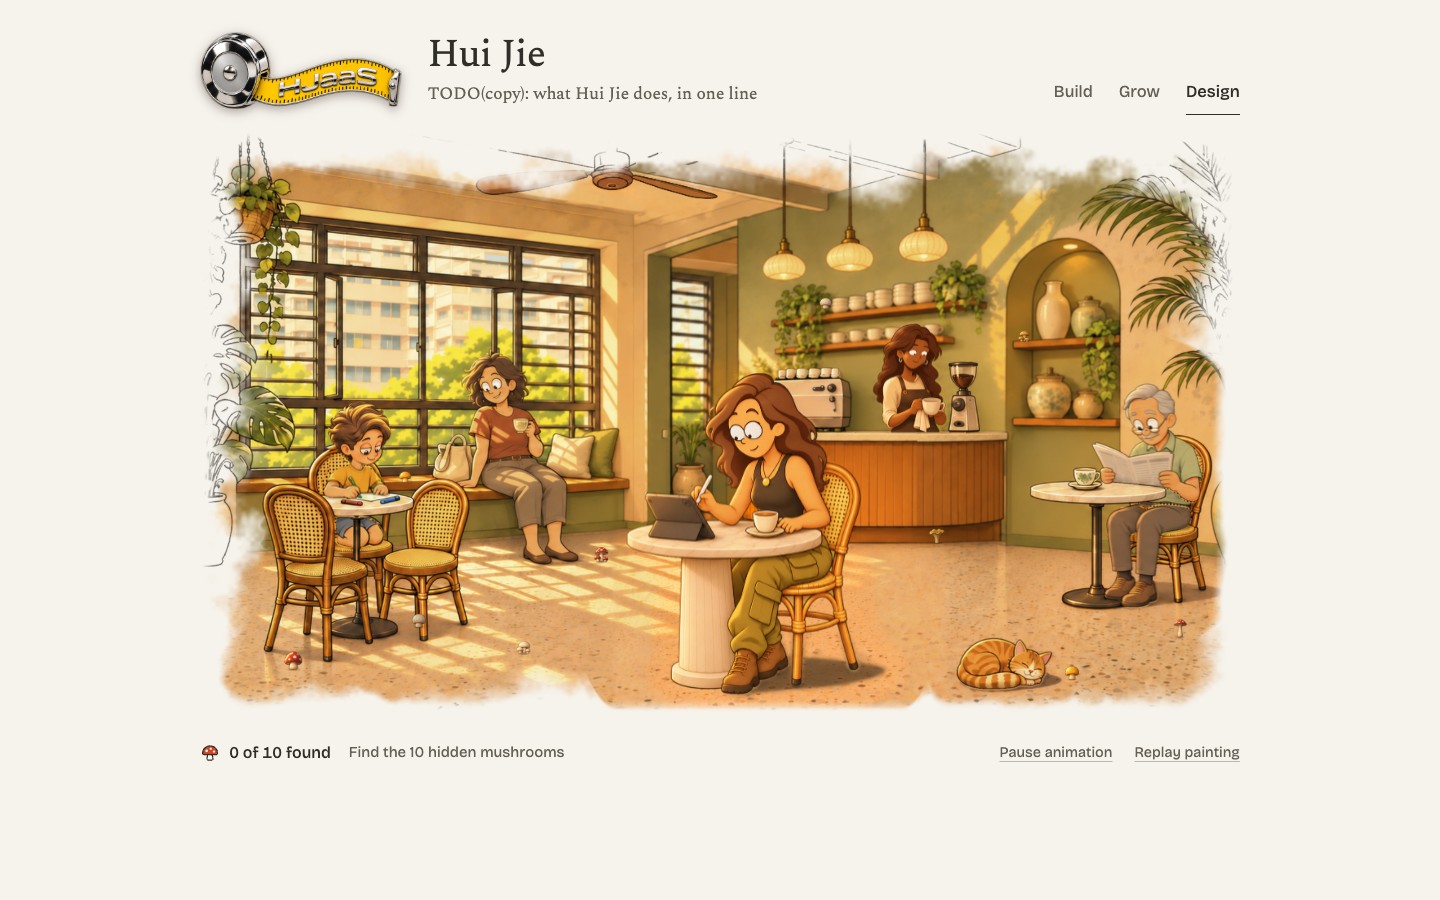 HJaaS
Hui Jie
TODO(copy): what Hui Jie does, in one line
Build Grow Design
0 of 10 found Find the 10 hidden mushrooms Pause animation Replay painting